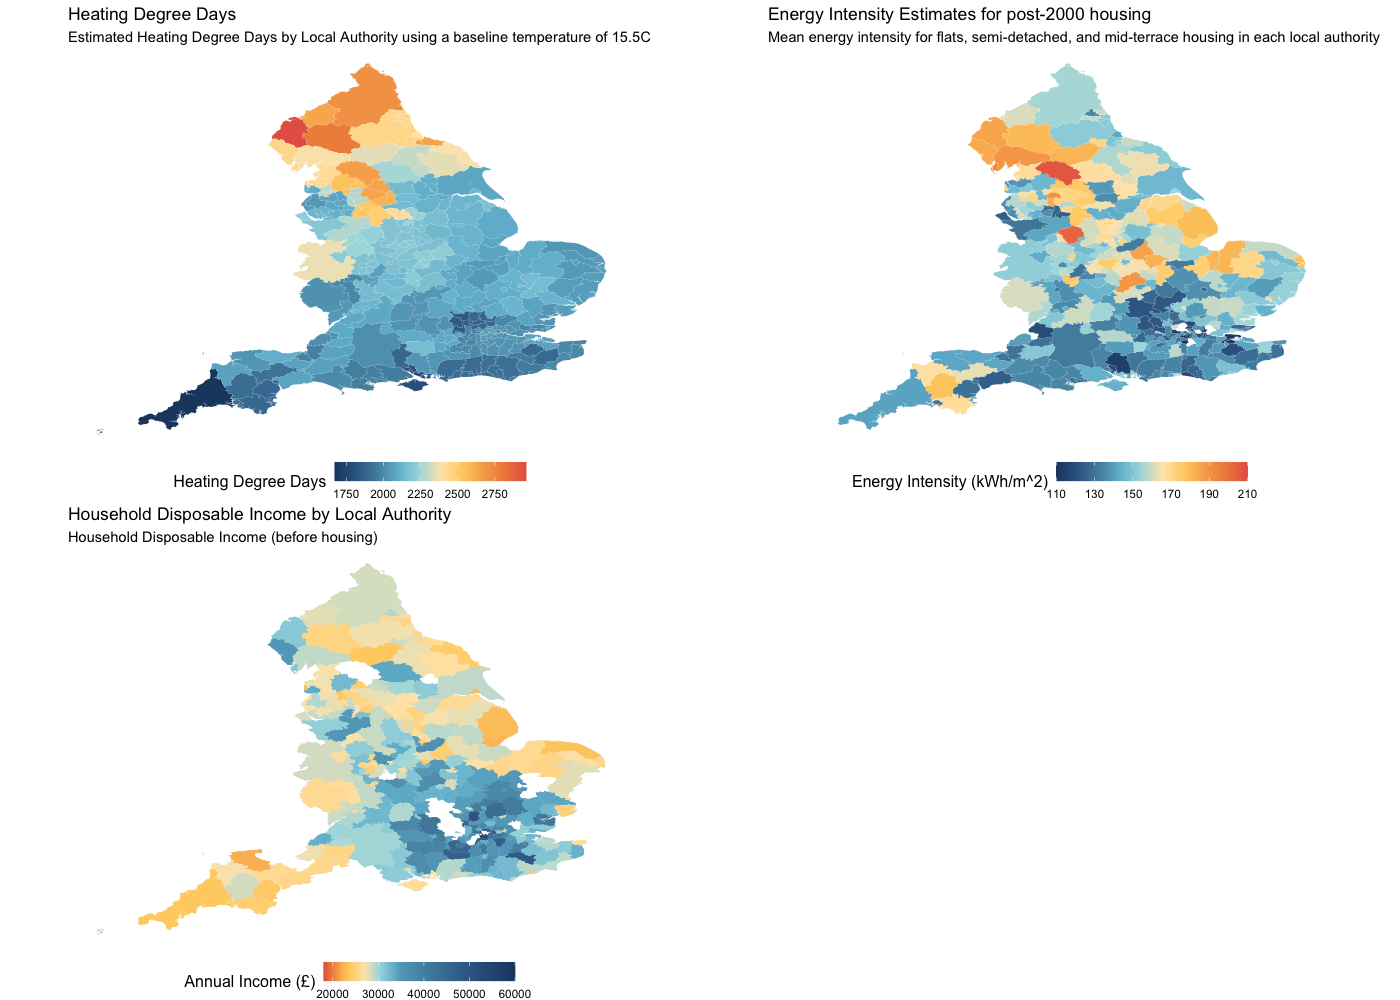 Heating Degree Days
Estimated Heating Degree Days by Local Authority using a baseline temperature of 15.5C
Energy Intensity Estimates for post-2000 housing
Mean energy intensity for flats, semi-detached, and mid-terrace housing in each local authority
Heating Degree Days
1750 2000 2250 2500 2750
Energy Intensity (kWh/m^2)
110 130 150 170 190 210
Household Disposable Income by Local Authority
Household Disposable Income (before housing)
Annual Income (£)
20000 30000 40000 50000 60000